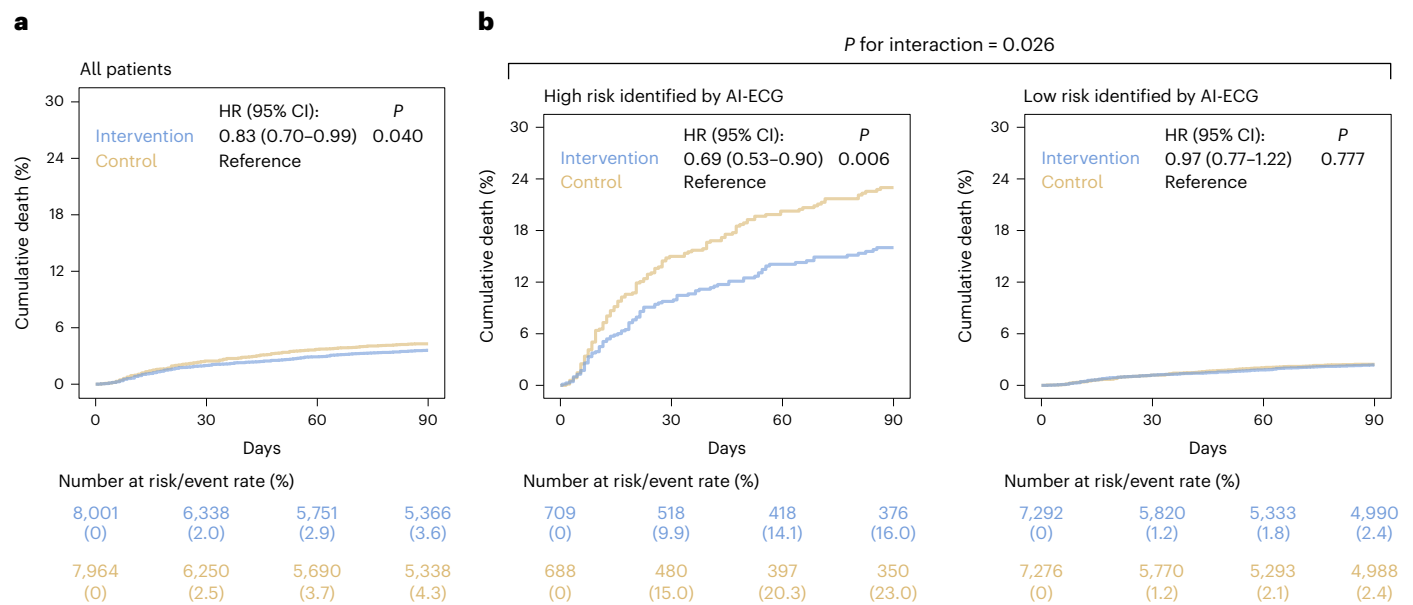 a
All patients
Cumulative death (%)
30
24
18
12
6
0
HR (95% CI): P
Intervention 0.83 (0.70–0.99) 0.040
Control Reference
0 30 60 90
Days
Number at risk/event rate (%)
8,001 6,338 5,751 5,366
(0) (2.0) (2.9) (3.6)
7,964 6,250 5,690 5,338
(0) (2.5) (3.7) (4.3)
b
P for interaction = 0.026
High risk identified by AI-ECG
Cumulative death (%)
30
24
18
12
6
0
HR (95% CI): P
Intervention 0.69 (0.53–0.90) 0.006
Control Reference
0 30 60 90
Days
Number at risk/event rate (%)
709 518 418 376
(0) (9.9) (14.1) (16.0)
688 480 397 350
(0) (15.0) (20.3) (23.0)
Low risk identified by AI-ECG
Cumulative death (%)
30
24
18
12
6
0
HR (95% CI): P
Intervention 0.97 (0.77–1.22) 0.777
Control Reference
0 30 60 90
Days
Number at risk/event rate (%)
7,292 5,820 5,333 4,990
(0) (1.2) (1.8) (2.4)
7,276 5,770 5,293 4,988
(0) (1.2) (2.1) (2.4)